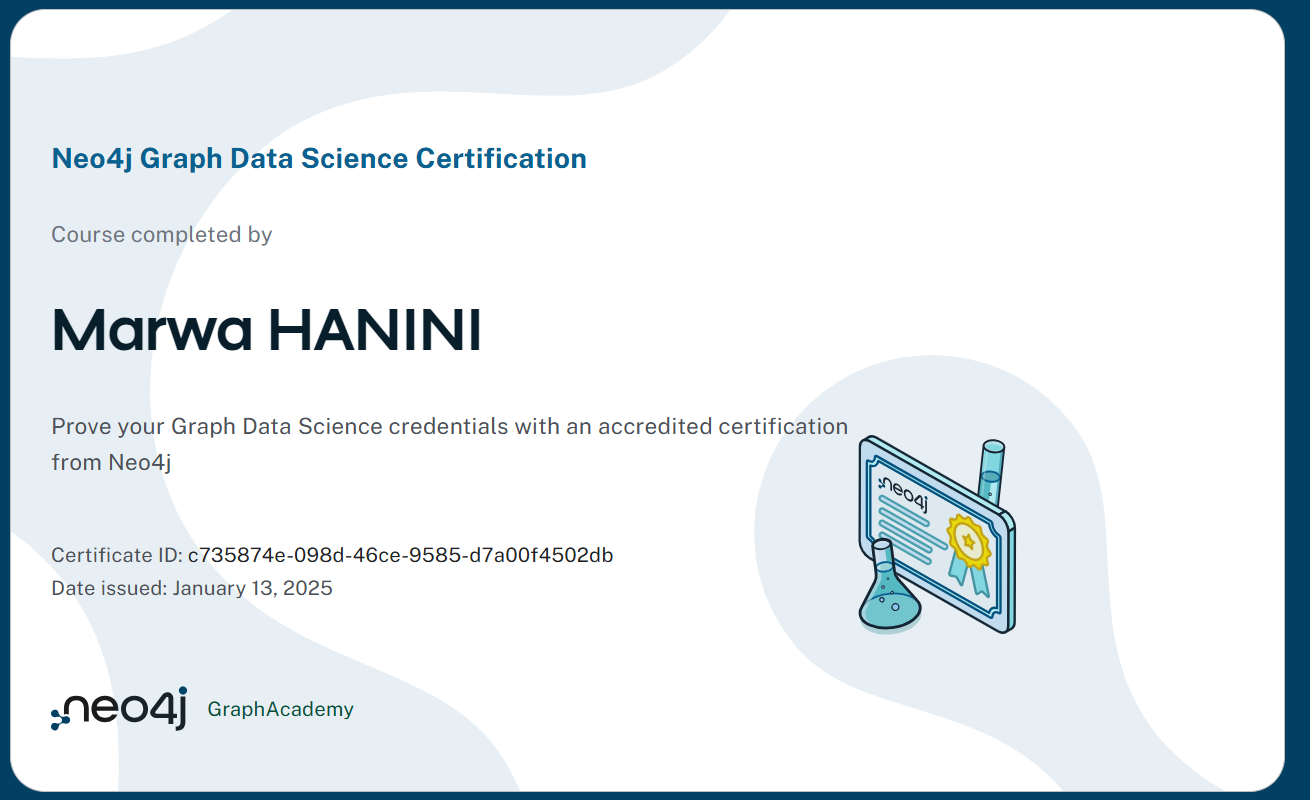 Neo4j Graph Data Science Certification
Course completed by
Marwa HANINI
Prove your Graph Data Science credentials with an accredited certification
from Neo4j
neo4j
Certificate ID: c735874e-098d-46ce-9585-d7a00f4502db
Date issued: January 13, 2025
neo4j GraphAcademy